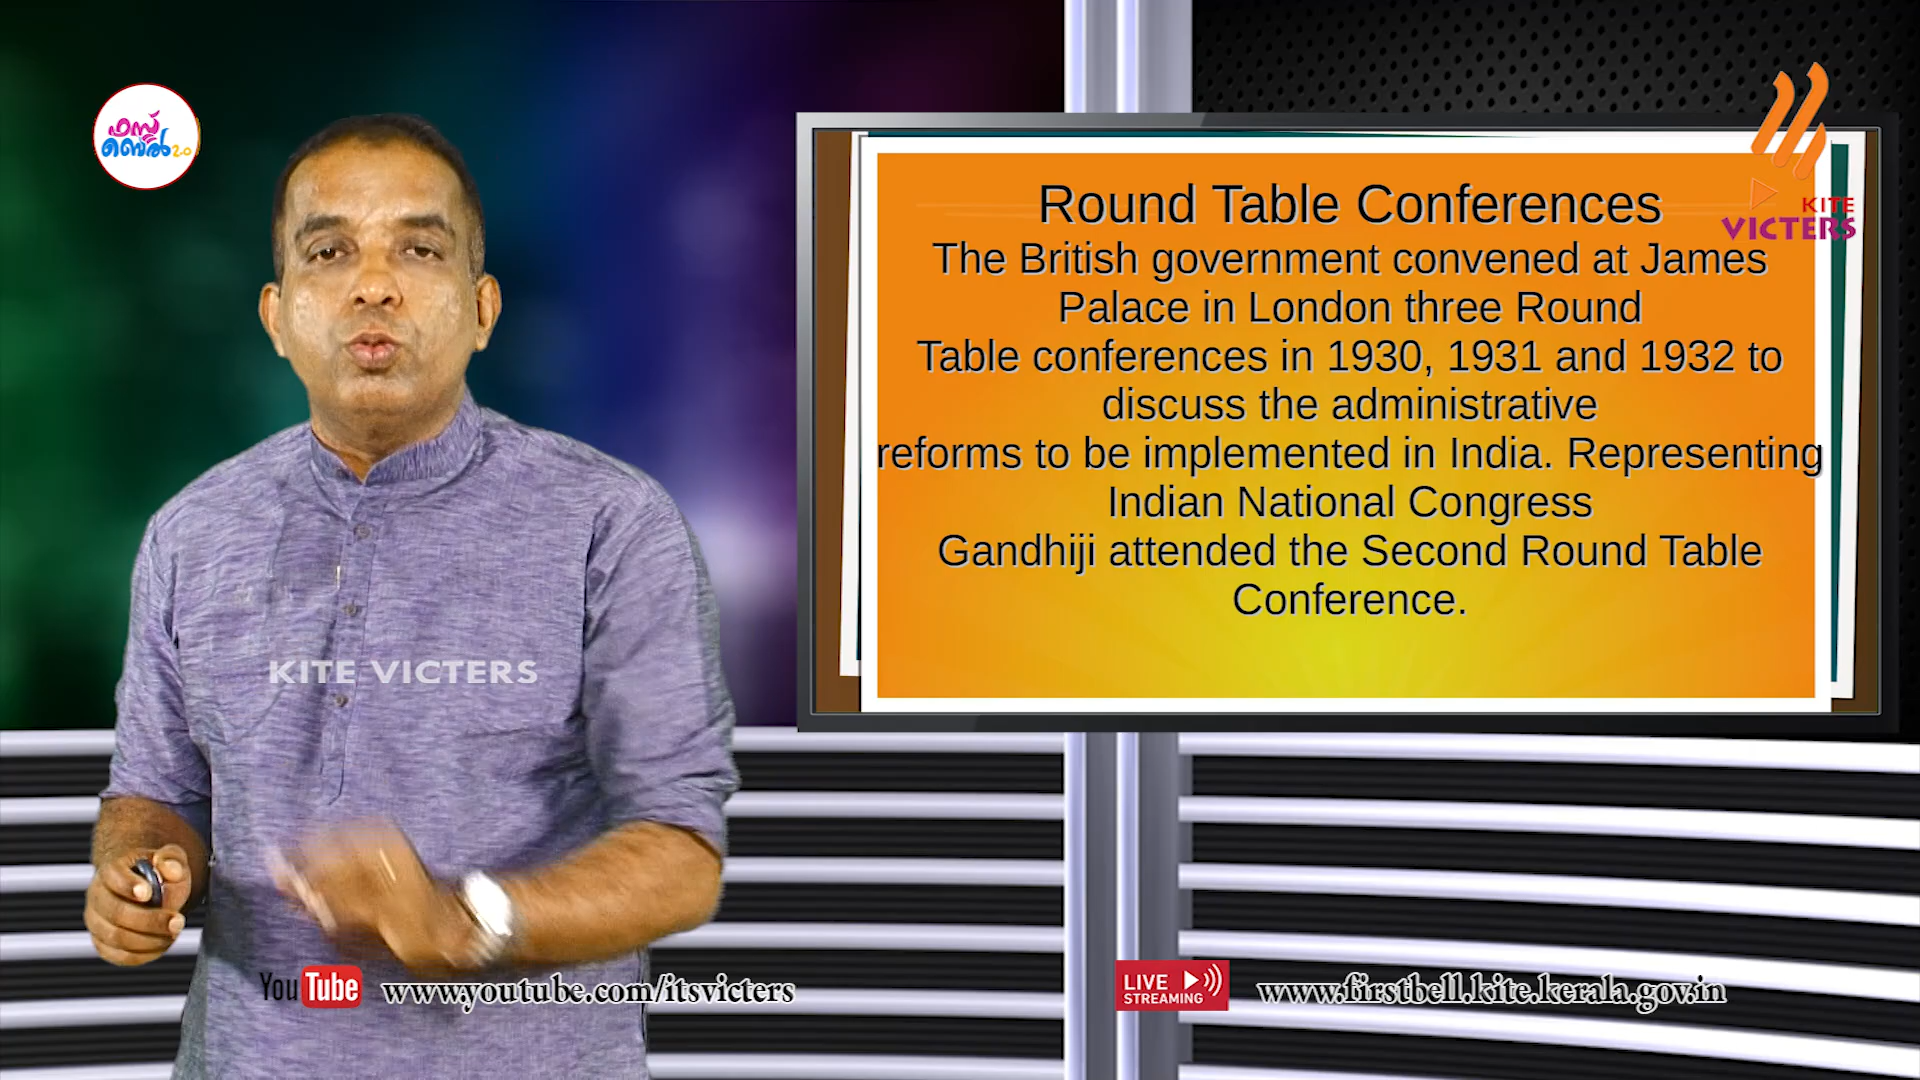 ഫസ്റ്റ്
ബെൽ 2.0
KITE
VICTERS
Round Table Conferences
The British government convened at James
Palace in London three Round
Table conferences in 1930, 1931 and 1932 to
discuss the administrative
reforms to be implemented in India. Representing
Indian National Congress
Gandhiji attended the Second Round Table
Conference.
KITE VICTERS
YouTube www.youtube.com/itsvicters
LIVE
STREAMING
www.firstbell.kite.kerala.gov.in